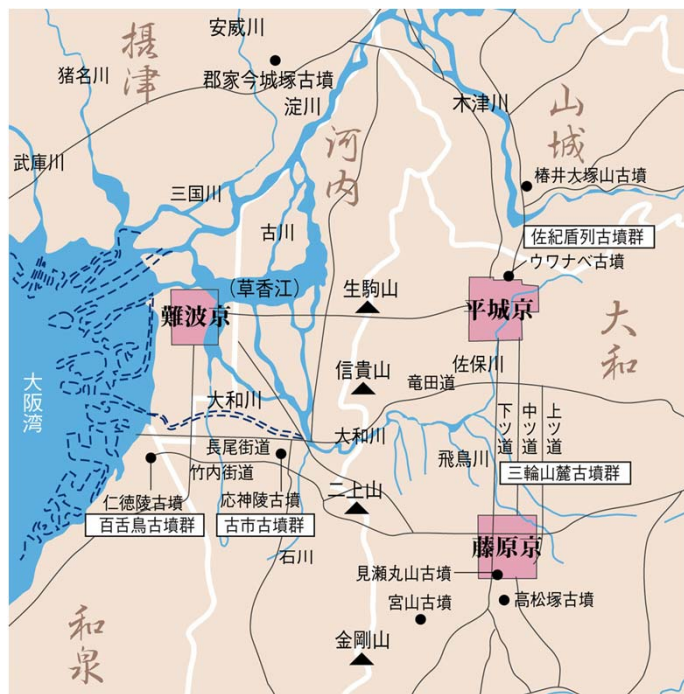 摂津
安威川
猪名川
郡家今城塚古墳
淀川
木津川
山城
河内
武庫川
三国川
椿井大塚山古墳
古川
佐紀盾列古墳群
ウワナベ古墳
(草香江)
生駒山
難波京
平城京
大和
大阪湾
信貴山
佐保川
竜田道
大和川
大和川
下ツ道
中ツ道
上ツ道
長尾街道
竹内街道
飛鳥川
三輪山麓古墳群
仁徳陵古墳
応神陵古墳
二上山
百舌鳥古墳群
古市古墳群
藤原京
石川
見瀬丸山古墳
宮山古墳
高松塚古墳
和泉
金剛山